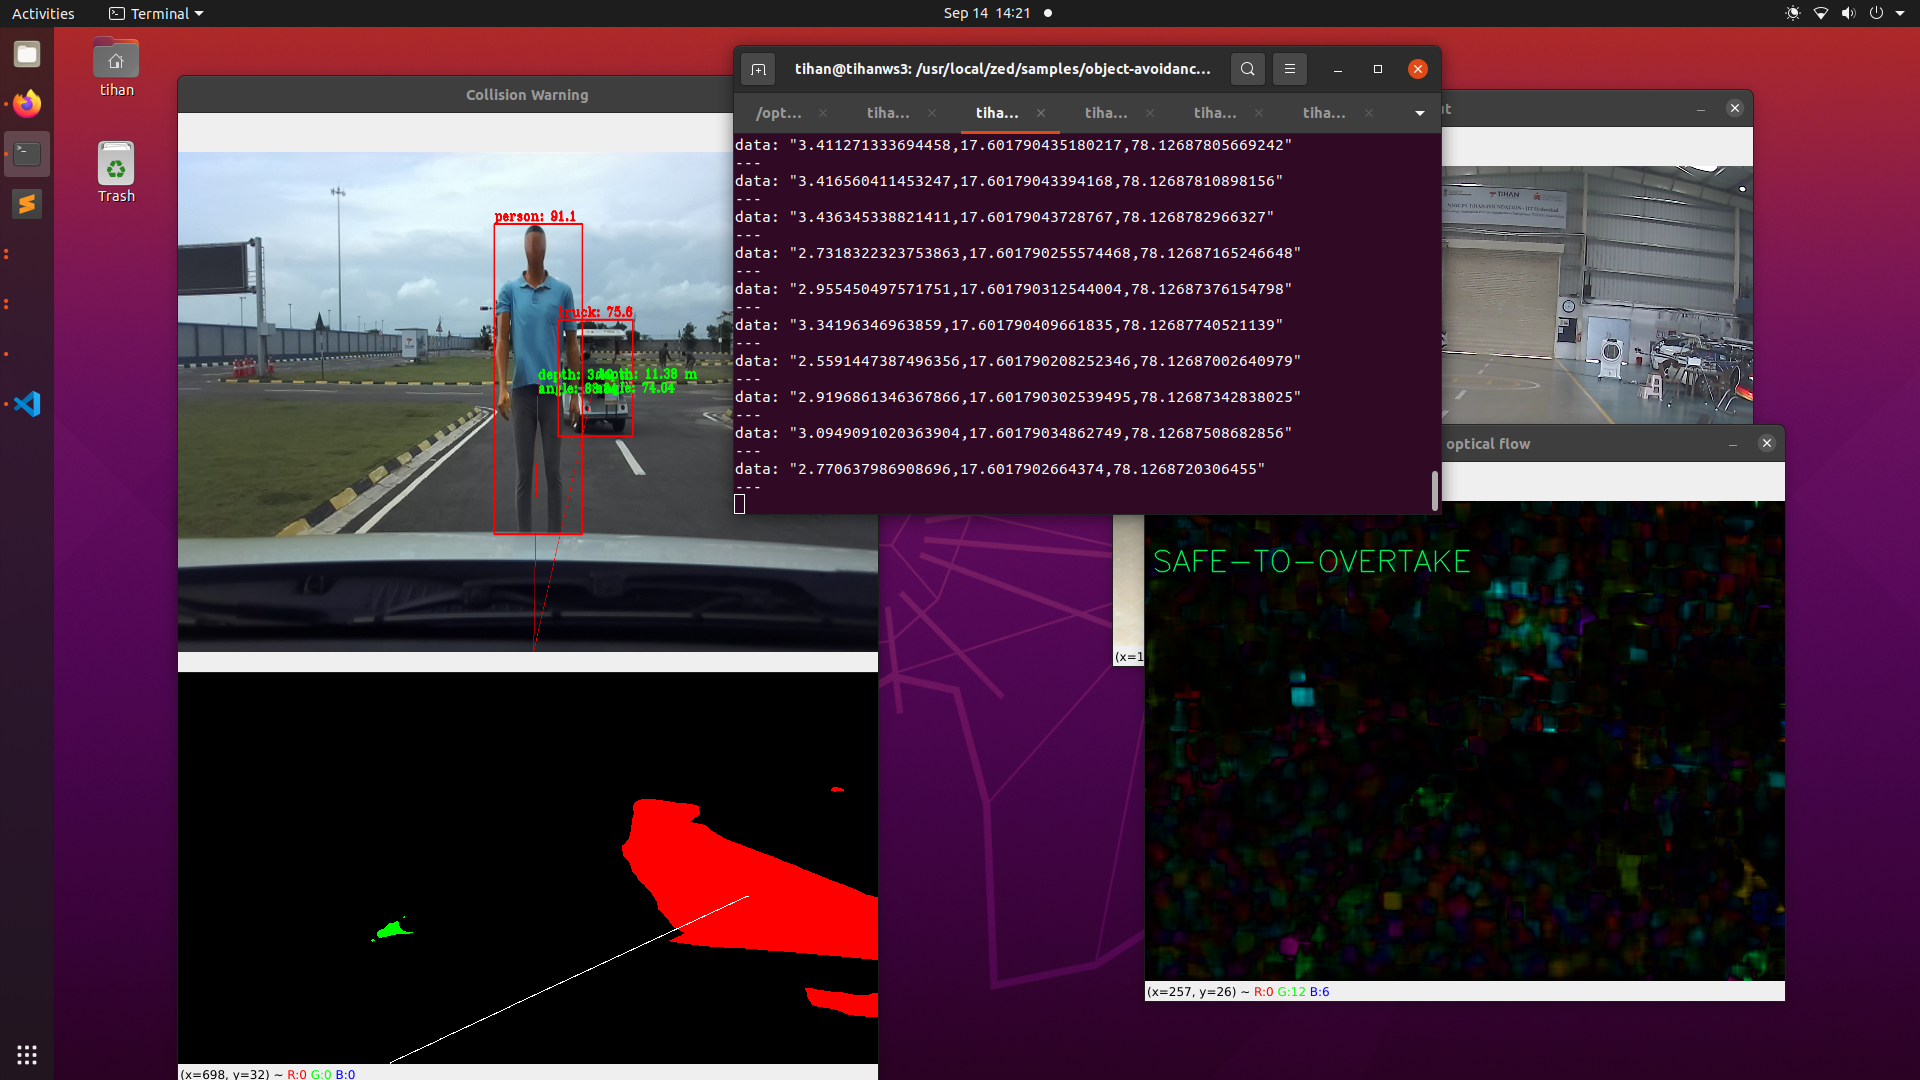 Activities
Terminal
Sep 14 14:21
tihan
Trash
Collision Warning
person: 91.1
truck: 75.6
depth: 11.38 m
angle: 74.04
tihan@tihanws3: /usr/local/zed/samples/object-avoidanc...
/opt... tiha... tiha... tiha... tiha... tiha...
data: "3.411271333694458,17.601790435180217,78.12687805669242"
---
data: "3.416560411453247,17.60179043394168,78.12687810898156"
---
data: "3.436345338821411,17.60179043728767,78.1268782966327"
---
data: "2.7318322323753863,17.601790255574468,78.12687165246648"
---
data: "2.955450497571751,17.601790312544004,78.12687376154798"
---
data: "3.34196346963859,17.601790409661835,78.12687740521139"
---
data: "2.5591447387496356,17.601790208252346,78.12687002640979"
---
data: "2.9196861346367866,17.601790302539495,78.12687342838025"
---
data: "3.0949091020363904,17.60179034862749,78.12687508682856"
---
data: "2.770637986908696,17.6017902664374,78.1268720306455"
---
TIHAN
optical flow
SAFE-TO-OVERTAKE
(x=1
(x=257, y=26) ~ R:0 G:12 B:6
(x=698, y=32) ~ R:0 G:0 B:0